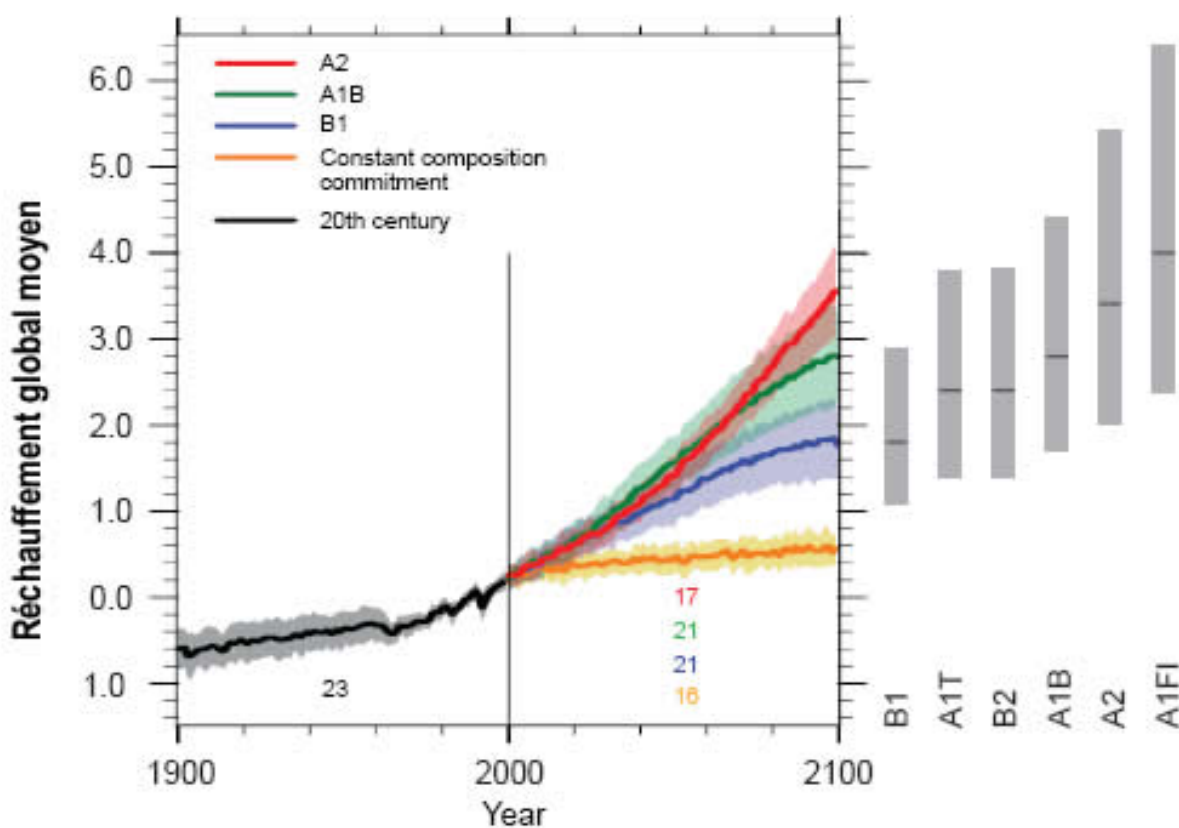 A2
A1B
B1
Constant composition
commitment
20th century
Réchauffement global moyen
6.0
5.0
4.0
3.0
2.0
1.0
0.0
1.0
23
17
21
21
16
1900
2000
2100
Year
B1
A1T
B2
A1B
A2
A1FI